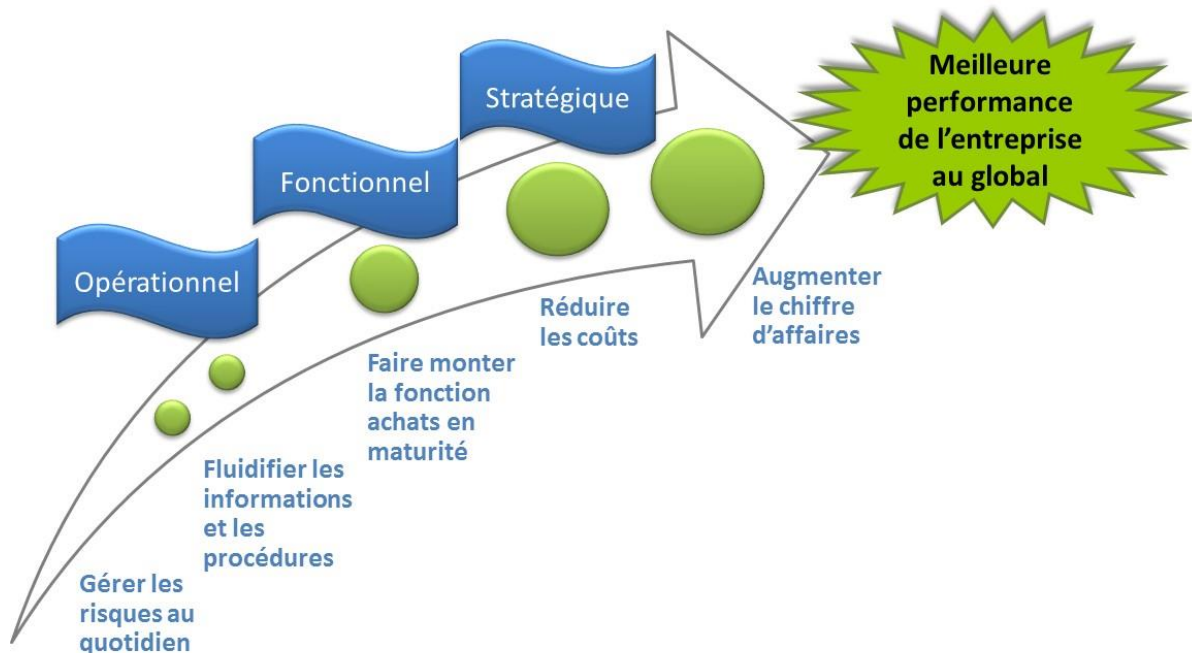 Opérationnel
Fonctionnel
Stratégique
Meilleure
performance
de l’entreprise
au global
Gérer les
risques au
quotidien
Fluidifier les
informations
et les
procédures
Faire monter
la fonction
achats en
maturité
Réduire
les coûts
Augmenter
le chiffre
d’affaires